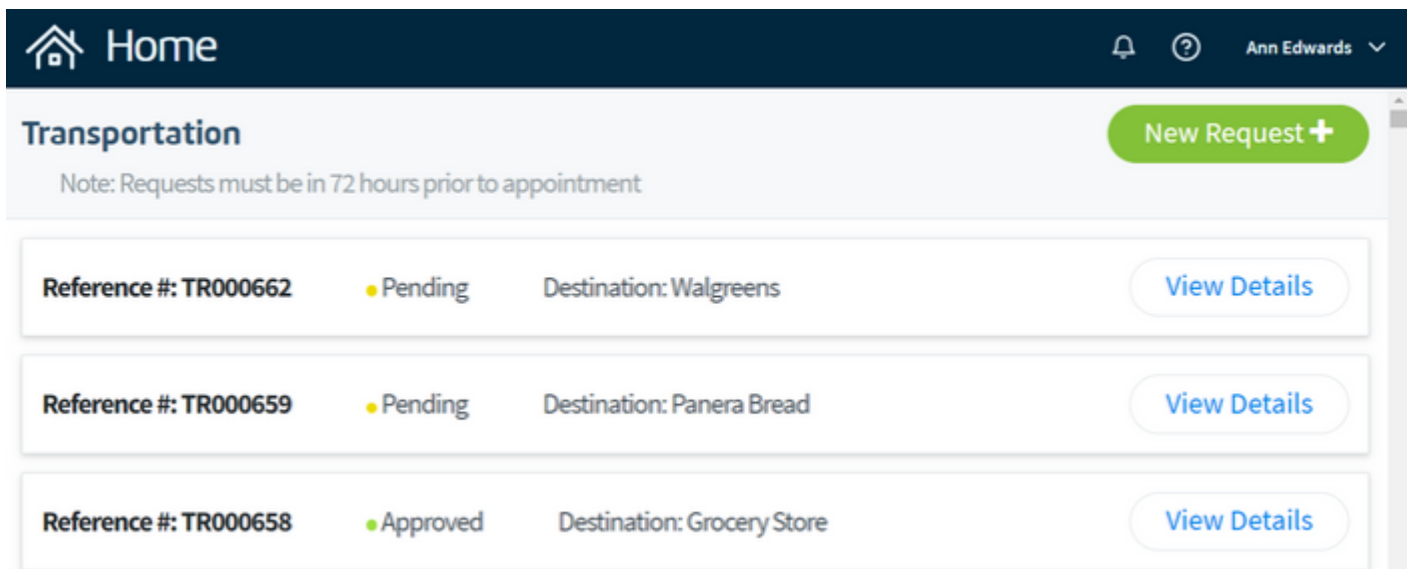 Home
Ann Edwards
Transportation
New Request
Note: Requests must be in 72 hours prior to appointment
Reference #: TR000662 Pending Destination: Walgreens View Details
Reference #: TR000659 Pending Destination: Panera Bread View Details
Reference #: TR000658 Approved Destination: Grocery Store View Details